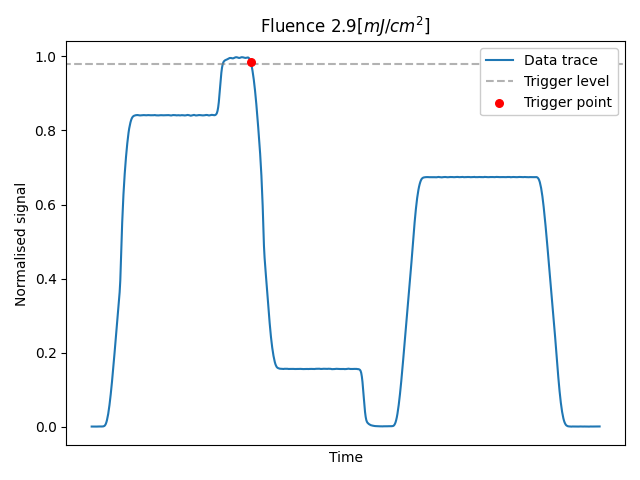 Fluence 2.9[mJ/cm²]
Data trace
Trigger level
Trigger point
Normalised signal
1.0
0.8
0.6
0.4
0.2
0.0
Time